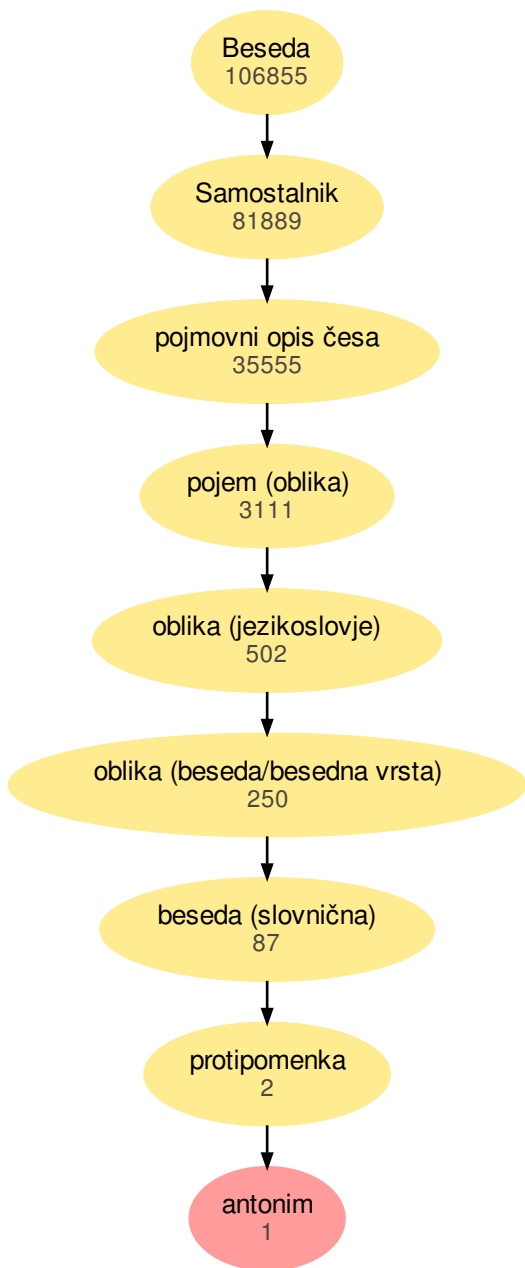 Beseda
106855
Samostalnik
81889
pojmovni opis česa
35555
pojem (oblika)
3111
oblika (jezikoslovje)
502
oblika (beseda/besedna vrsta)
250
beseda (slovnična)
87
protipomenka
2
antonim
1